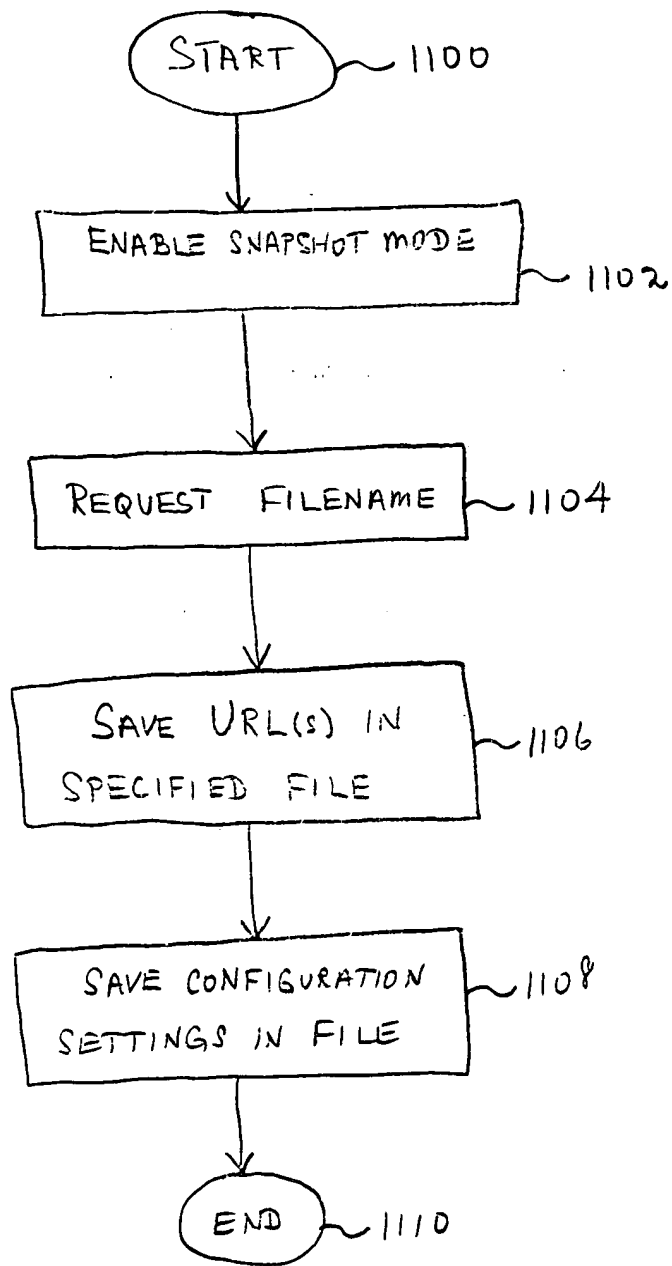 START
1100
ENABLE SNAPSHOT MODE
1102
REQUEST FILENAME
1104
SAVE URL(S) IN
SPECIFIED FILE
1106
SAVE CONFIGURATION
SETTINGS IN FILE
1108
END
1110